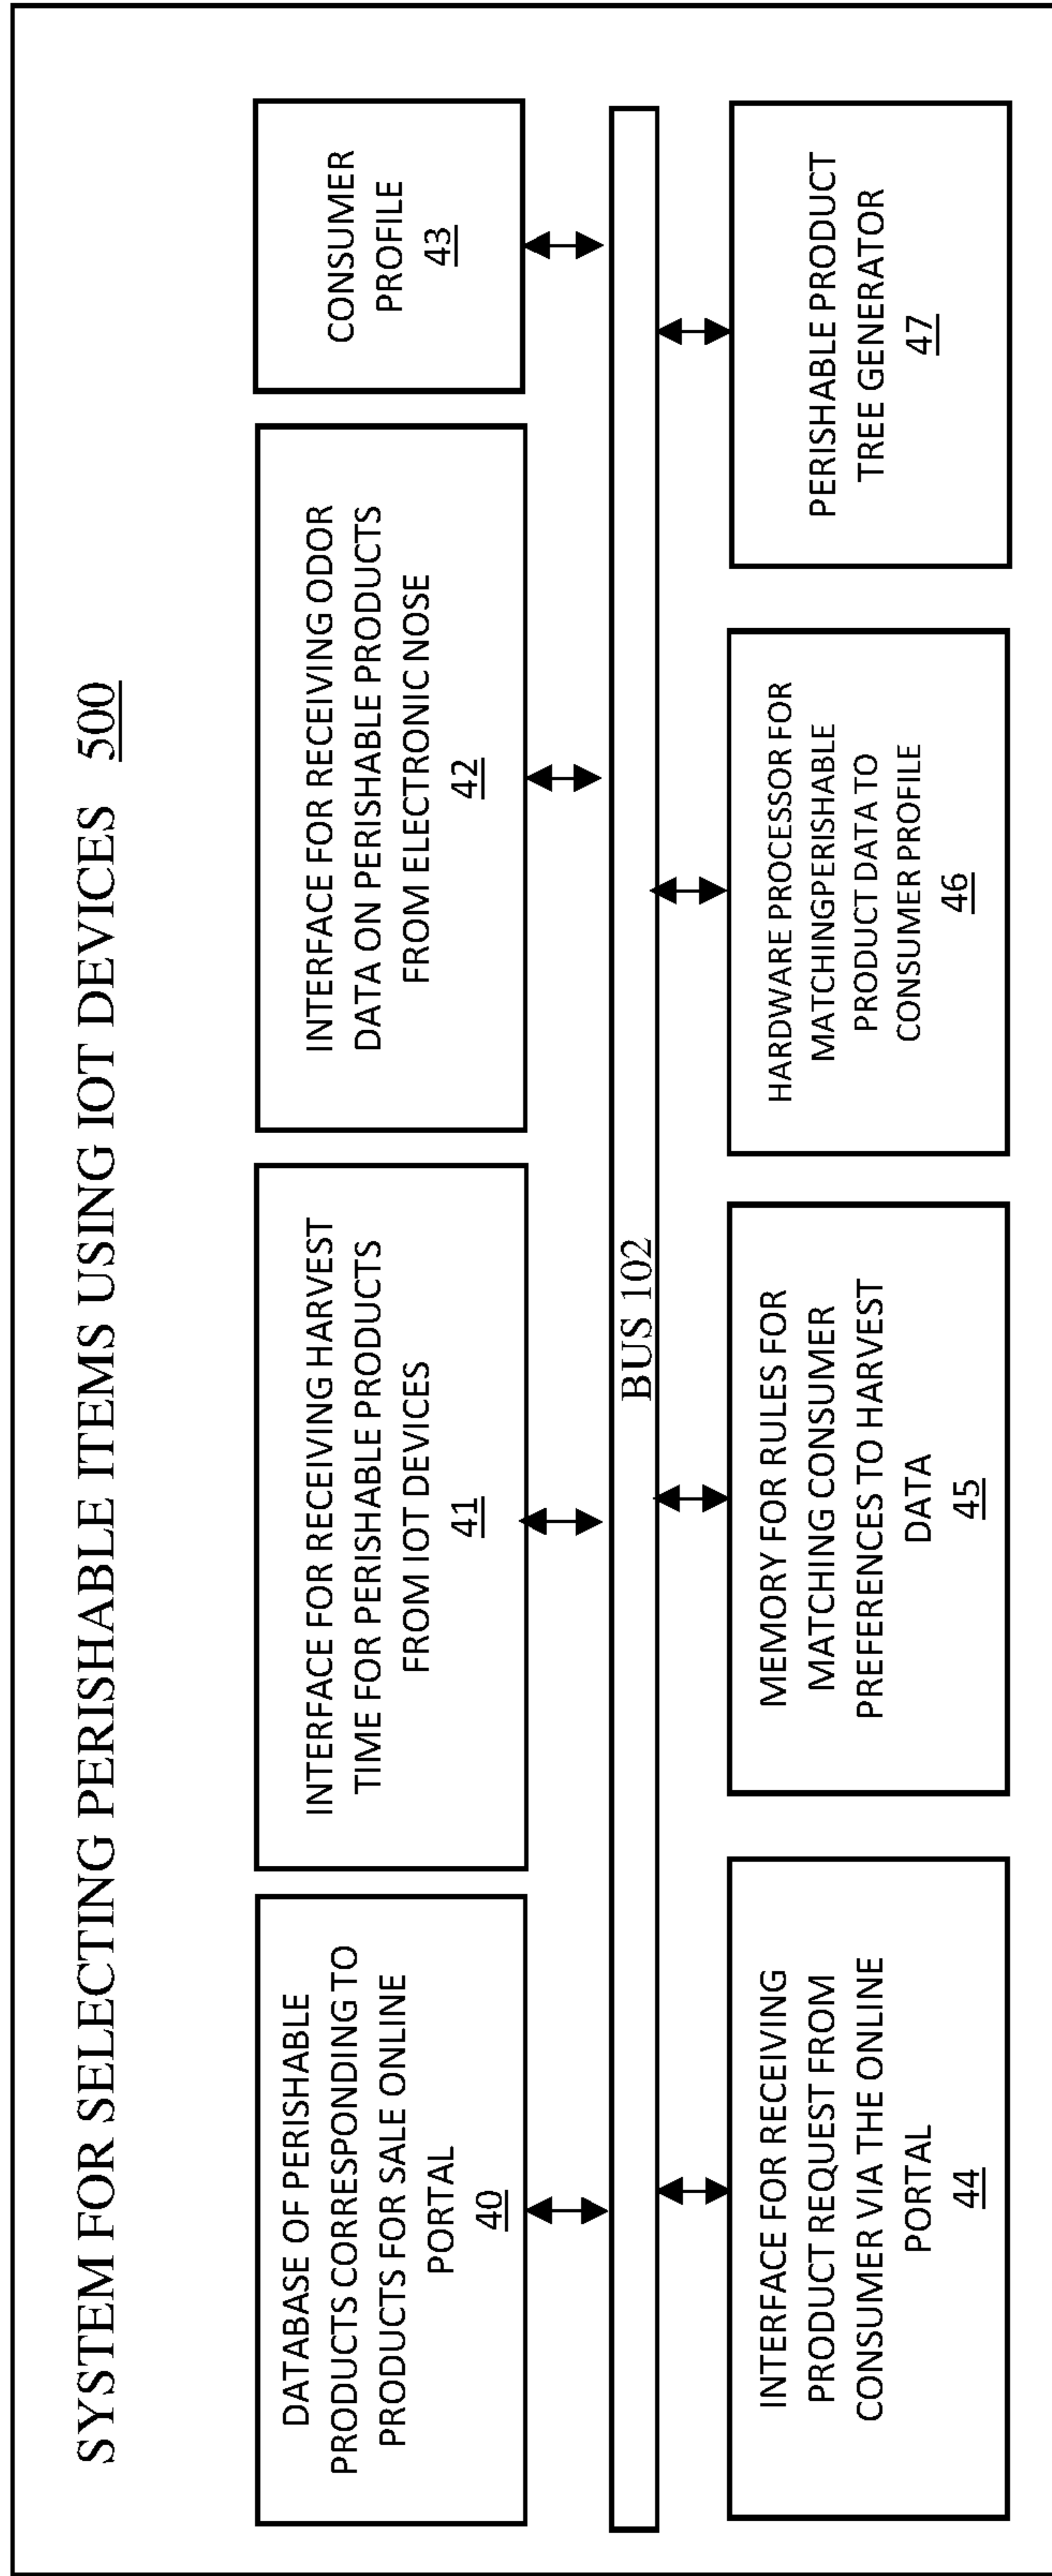 SYSTEM FOR SELECTING PERISHABLE ITEMS USING IOT DEVICES 500
DATABASE OF PERISHABLE
PRODUCTS CORRESPONDING TO
PRODUCTS FOR SALE ONLINE
PORTAL
40
INTERFACE FOR RECEIVING HARVEST
TIME FOR PERISHABLE PRODUCTS
FROM IOT DEVICES
41
INTERFACE FOR RECEIVING ODOR
DATA ON PERISHABLE PRODUCTS
FROM ELECTRONIC NOSE
42
CONSUMER
PROFILE
43
BUS 102
INTERFACE FOR RECEIVING
PRODUCT REQUEST FROM
CONSUMER VIA THE ONLINE
PORTAL
44
MEMORY FOR RULES FOR
MATCHING CONSUMER
PREFERENCES TO HARVEST
DATA
45
HARDWARE PROCESSOR FOR
MATCHINGPERISHABLE
PRODUCT DATA TO
CONSUMER PROFILE
46
PERISHABLE PRODUCT
TREE GENERATOR
47